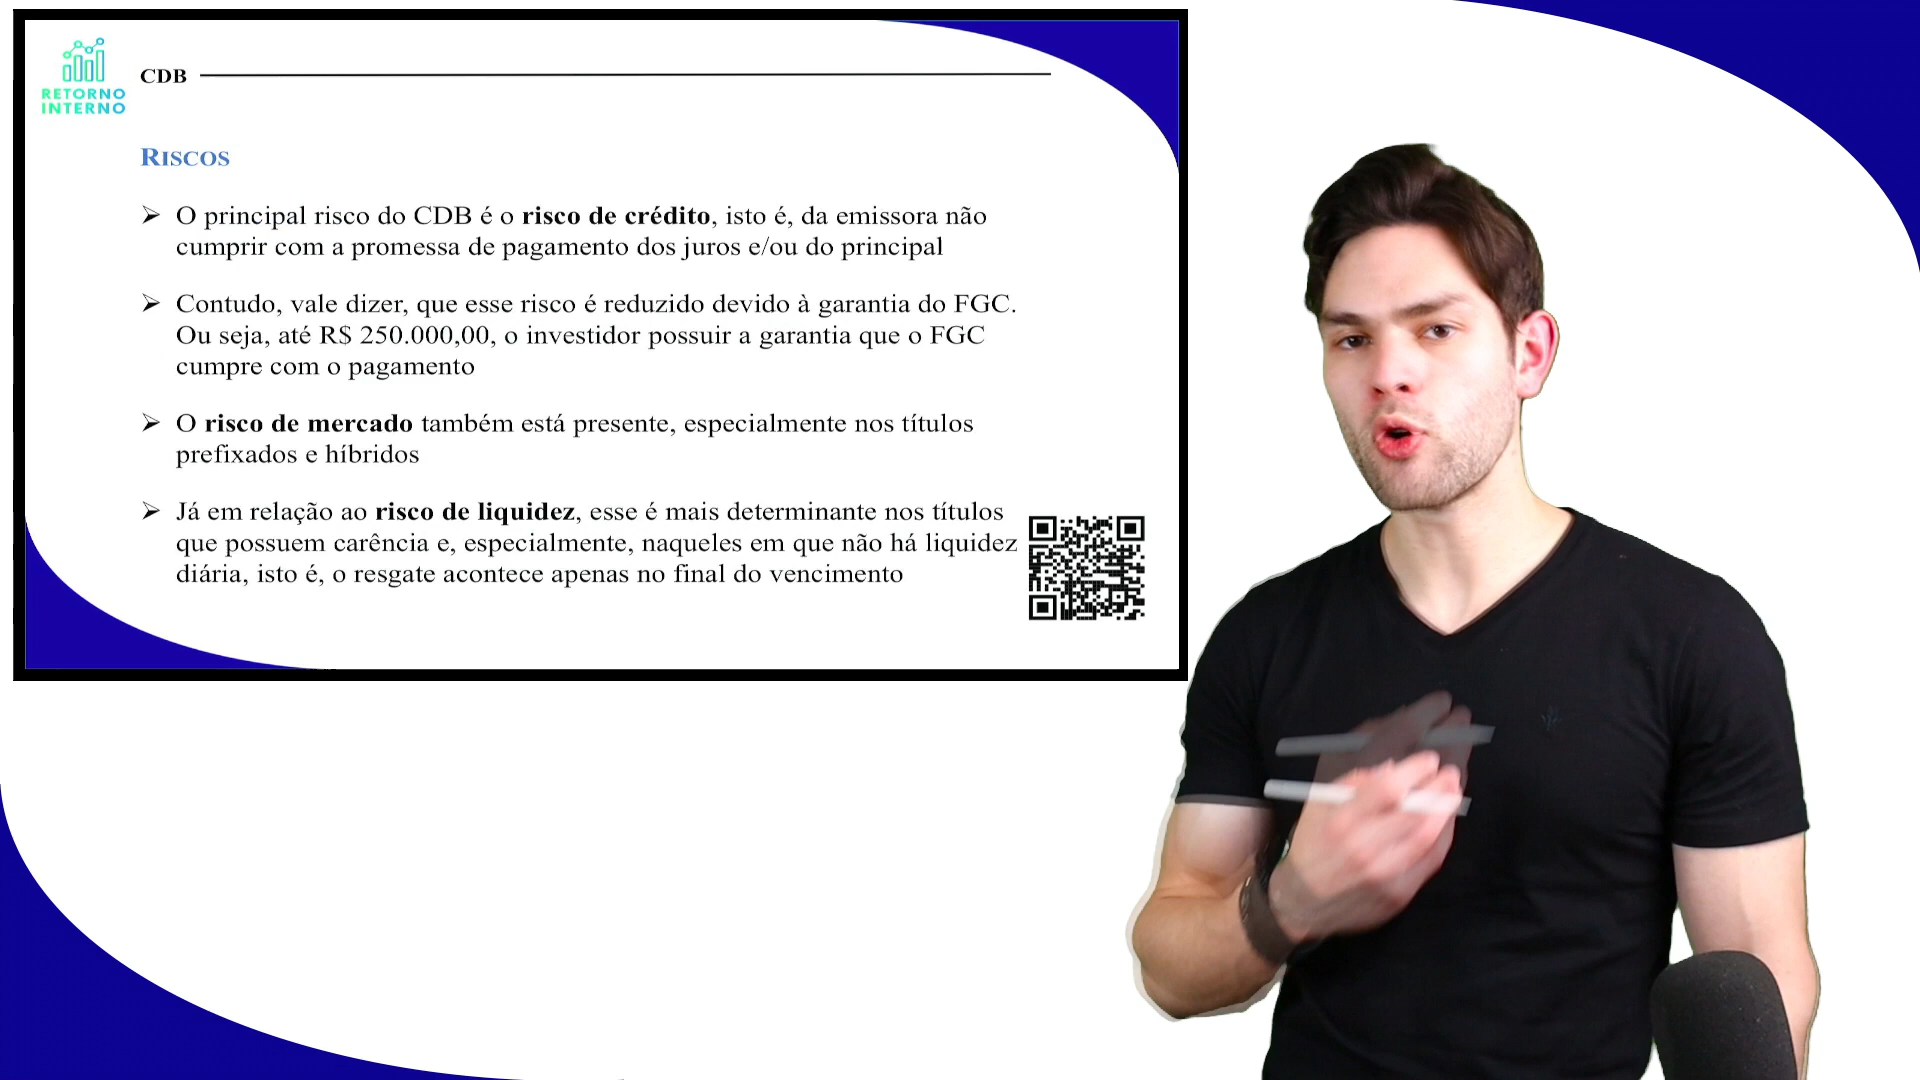 RETORNO
INTERNO
CDB
RISCOS
➢ O principal risco do CDB é o risco de crédito, isto é, da emissora não
cumprir com a promessa de pagamento dos juros e/ou do principal
➢ Contudo, vale dizer, que esse risco é reduzido devido à garantia do FGC.
Ou seja, até R$ 250.000,00, o investidor possuir a garantia que o FGC
cumpre com o pagamento
➢ O risco de mercado também está presente, especialmente nos títulos
prefixados e híbridos
➢ Já em relação ao risco de liquidez, esse é mais determinante nos títulos
que possuem carência e, especialmente, naqueles em que não há liquidez
diária, isto é, o resgate acontece apenas no final do vencimento